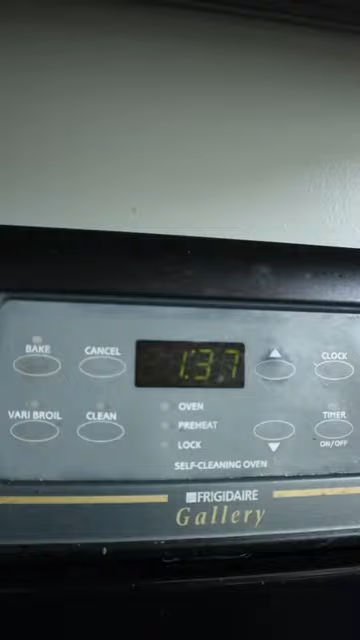 BAKE
CANCEL
1:37
CLOCK
VARI BROIL
CLEAN
OVEN
PREHEAT
LOCK
TIMER
ON/OFF
SELF-CLEANING OVEN
FRIGIDAIRE
Gallery